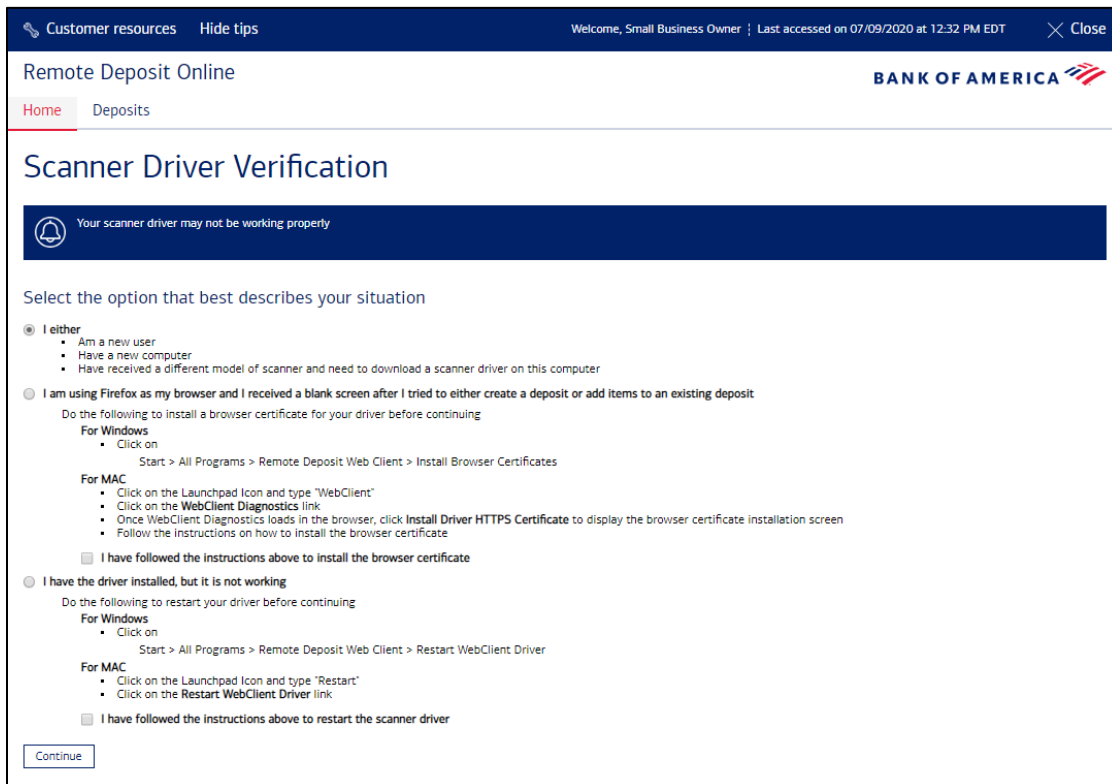 Customer resources Hide tips Welcome, Small Business Owner ¦ Last accessed on 07/09/2020 at 12:32 PM EDT Close
Remote Deposit Online
BANK OF AMERICA
Home Deposits
Scanner Driver Verification
Your scanner driver may not be working properly
Select the option that best describes your situation
I either
▪ Am a new user
▪ Have a new computer
▪ Have received a different model of scanner and need to download a scanner driver on this computer
I am using Firefox as my browser and I received a blank screen after I tried to either create a deposit or add items to an existing deposit
Do the following to install a browser certificate for your driver before continuing
For Windows
▪ Click on
Start > All Programs > Remote Deposit Web Client > Install Browser Certificates
For MAC
▪ Click on the Launchpad Icon and type "WebClient"
▪ Click on the WebClient Diagnostics link
▪ Once WebClient Diagnostics loads in the browser, click Install Driver HTTPS Certificate to display the browser certificate installation screen
▪ Follow the instructions on how to install the browser certificate
I have followed the instructions above to install the browser certificate
I have the driver installed, but it is not working
Do the following to restart your driver before continuing
For Windows
▪ Click on
Start > All Programs > Remote Deposit Web Client > Restart WebClient Driver
For MAC
▪ Click on the Launchpad Icon and type "Restart"
▪ Click on the Restart WebClient Driver link
I have followed the instructions above to restart the scanner driver
Continue